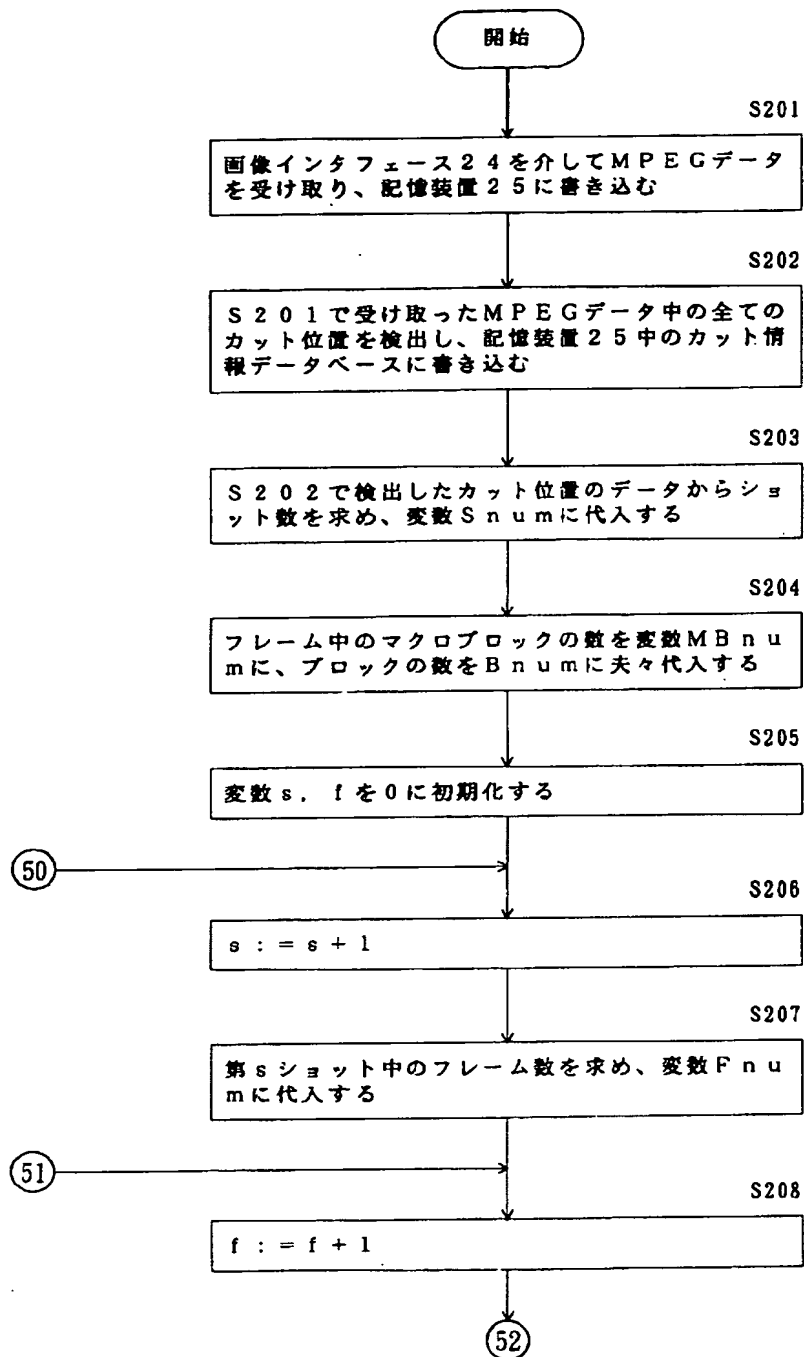 開始
S201
画像インタフェース24を介してMPEGデータ
を受け取り、記憶装置25に書き込む
S202
S201で受け取ったMPEGデータ中の全ての
カット位置を検出し、記憶装置25中のカット情
報データベースに書き込む
S203
S202で検出したカット位置のデータからショ
ット数を求め、変数Snumに代入する
S204
フレーム中のマクロブロックの数を変数MBnu
mに、ブロックの数をBnumに夫々代入する
S205
変数s, fを0に初期化する
50
S206
s:=s+1
S207
第sショット中のフレーム数を求め、変数Fnu
mに代入する
51
S208
f:=f+1
52